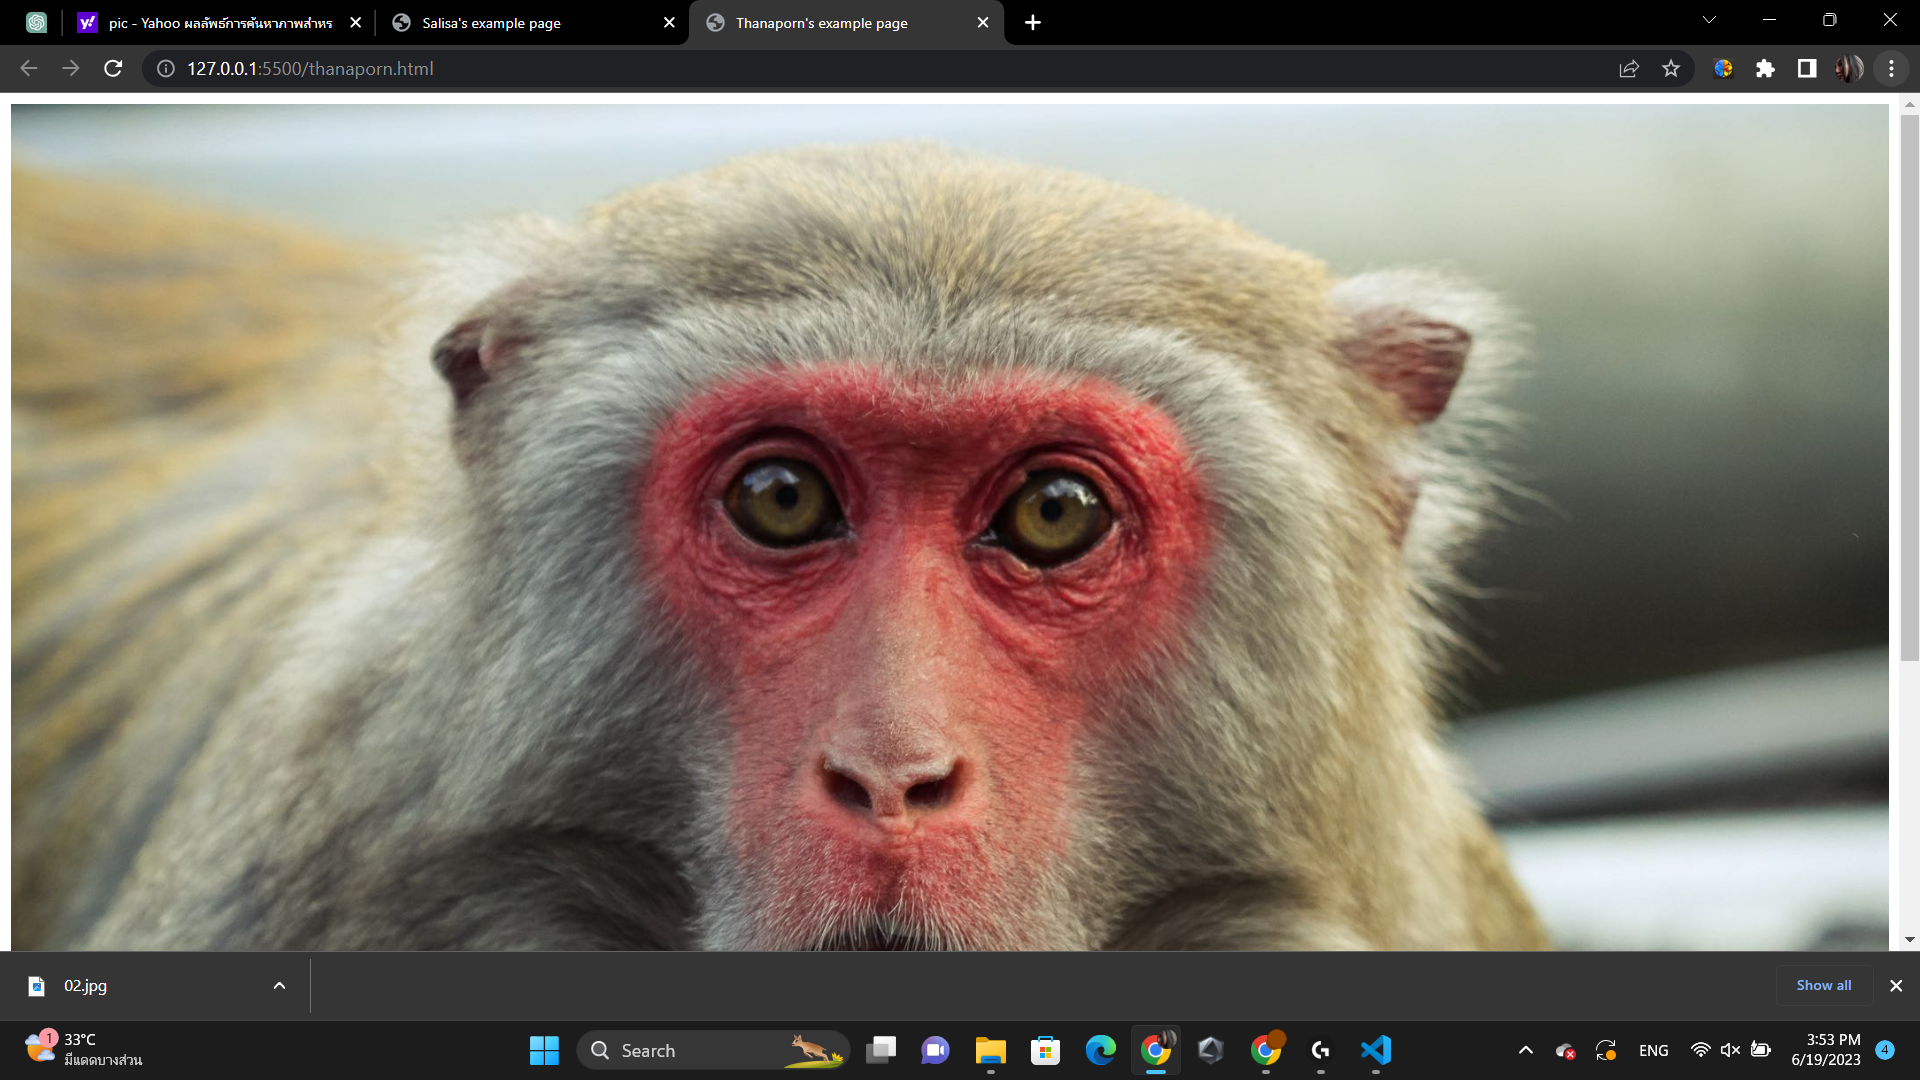 pic - Yahoo ผลลัพธ์การค้นหาภาพสำหร
Salisa's example page
Thanaporn's example page
127.0.0.1:5500/thanaporn.html
02.jpg
Show all
1
33°C
มีแดดบางส่วน
Search
ENG
3:53 PM
6/19/2023
4